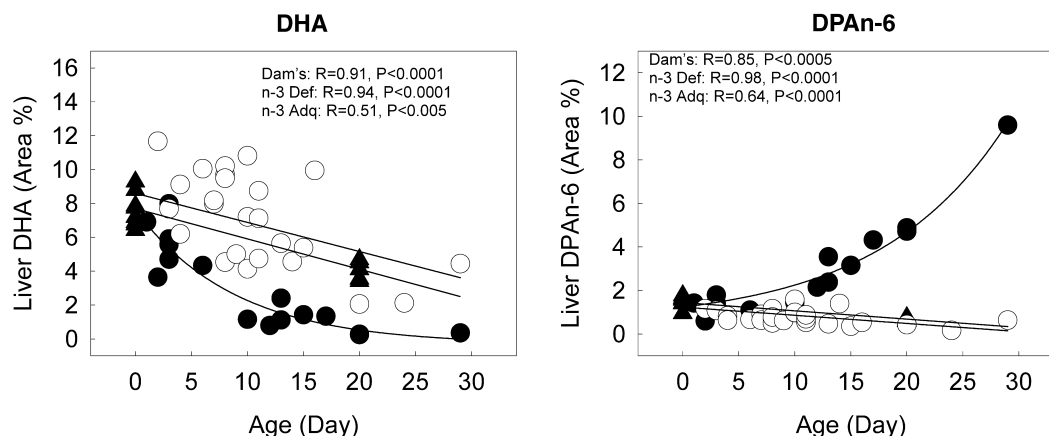 DHA
Liver DHA (Area %)
16
14
12
10
8
6
4
2
0
Dam's: R=0.91, P<0.0001
n-3 Def: R=0.94, P<0.0001
n-3 Adq: R=0.51, P<0.005
0 5 10 15 20 25 30
Age (Day)
DPAn-6
Liver DPAn-6 (Area %)
12
10
8
6
4
2
0
Dam's: R=0.85, P<0.0005
n-3 Def: R=0.98, P<0.0001
n-3 Adq: R=0.64, P<0.0001
0 5 10 15 20 25 30
Age (Day)